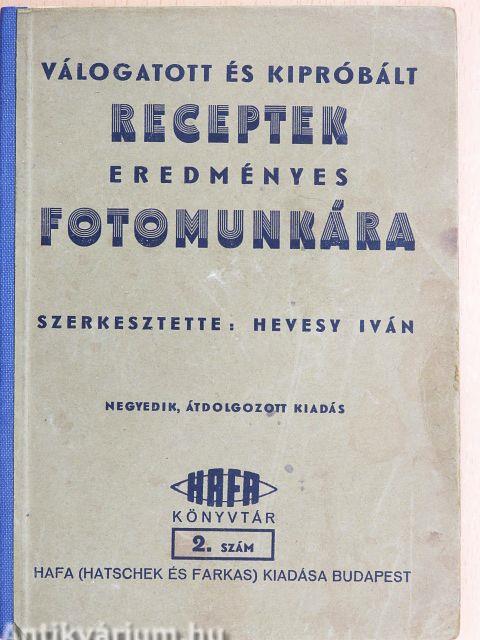 VÁLOGATOTT ÉS KIPRÓBÁLT
RECEPTEK
EREDMÉNYES
FOTOMUNKÁRA
SZERKESZTETTE: HEVESY IVÁN
NEGYEDIK, ÁTDOLGOZOTT KIADÁS
HAFA
KÖNYVTÁR
2. SZÁM
HAFA (HATSCHEK ÉS FARKAS) KIADÁSA BUDAPEST
Antikvárium.hu